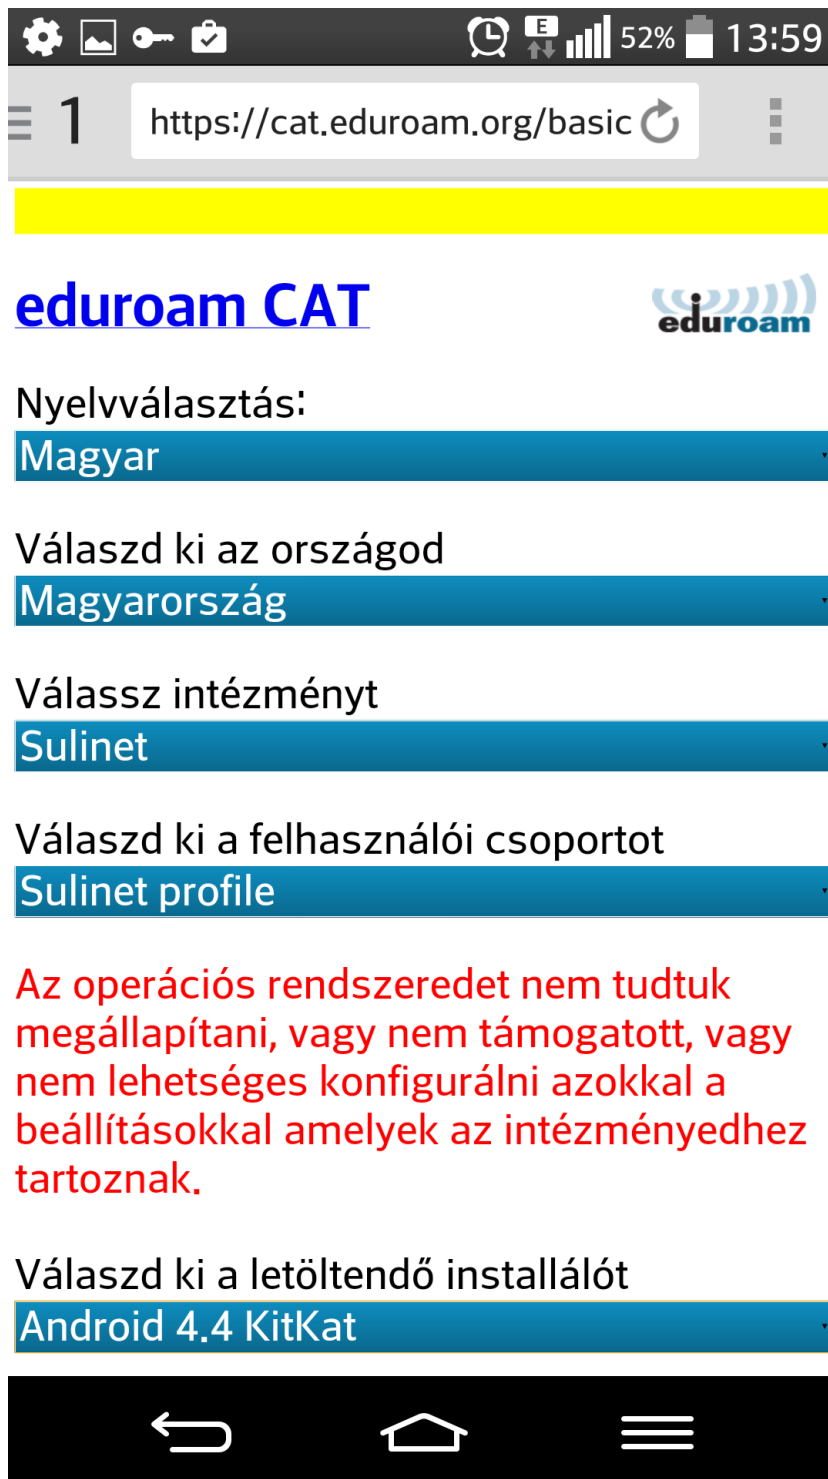 E 52% 13:59
1 https://cat.eduroam.org/basic
eduroam CAT
eduroam
Nyelvválasztás:
Magyar
Válaszd ki az országod
Magyarország
Válassz intézményt
Sulinet
Válaszd ki a felhasználói csoportot
Sulinet profile
Az operációs rendszeredet nem tudtuk
megállapítani, vagy nem támogatott, vagy
nem lehetséges konfigurálni azokkal a
beállításokkal amelyek az intézményedhez
tartoznak.
Válaszd ki a letöltendő installálót
Android 4.4 KitKat